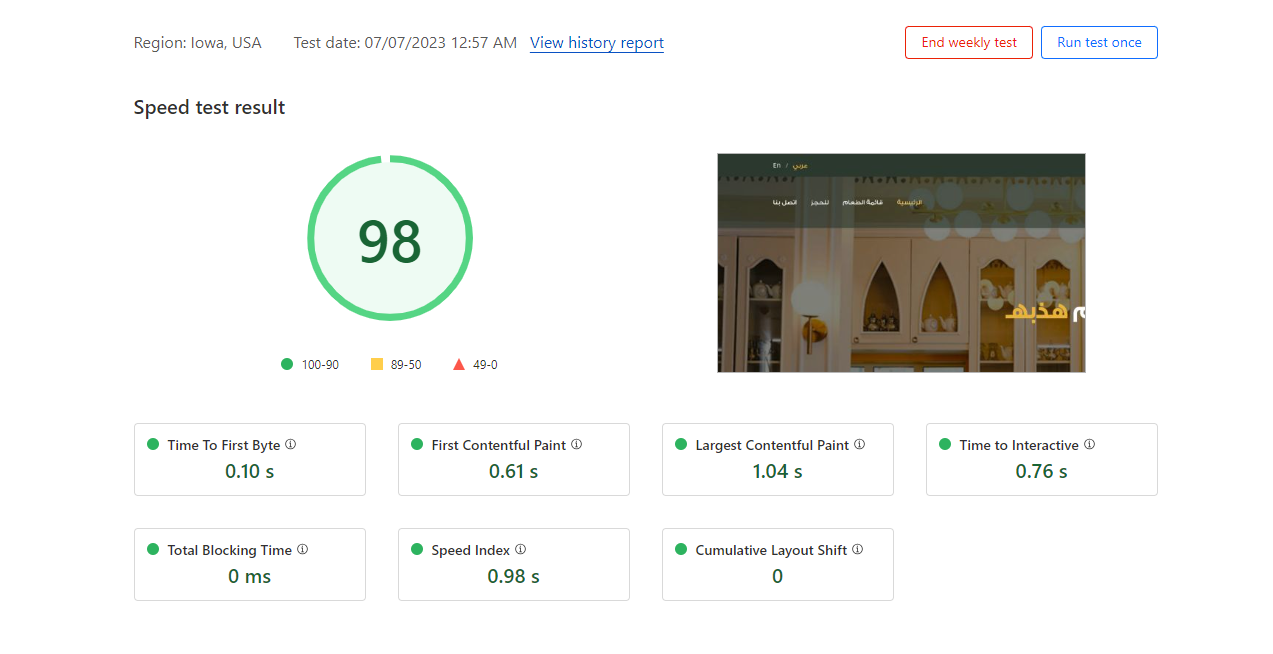 Region: Iowa, USA Test date: 07/07/2023 12:57 AM View history report End weekly test Run test once
Speed test result
98
100-90 89-50 49-0
En / عربي
الرئيسية قائمة الطعام للحجز اتصل بنا
هذبهـ
Time To First Byte First Contentful Paint Largest Contentful Paint Time to Interactive
0.10 s 0.61 s 1.04 s 0.76 s
Total Blocking Time Speed Index Cumulative Layout Shift
0 ms 0.98 s 0